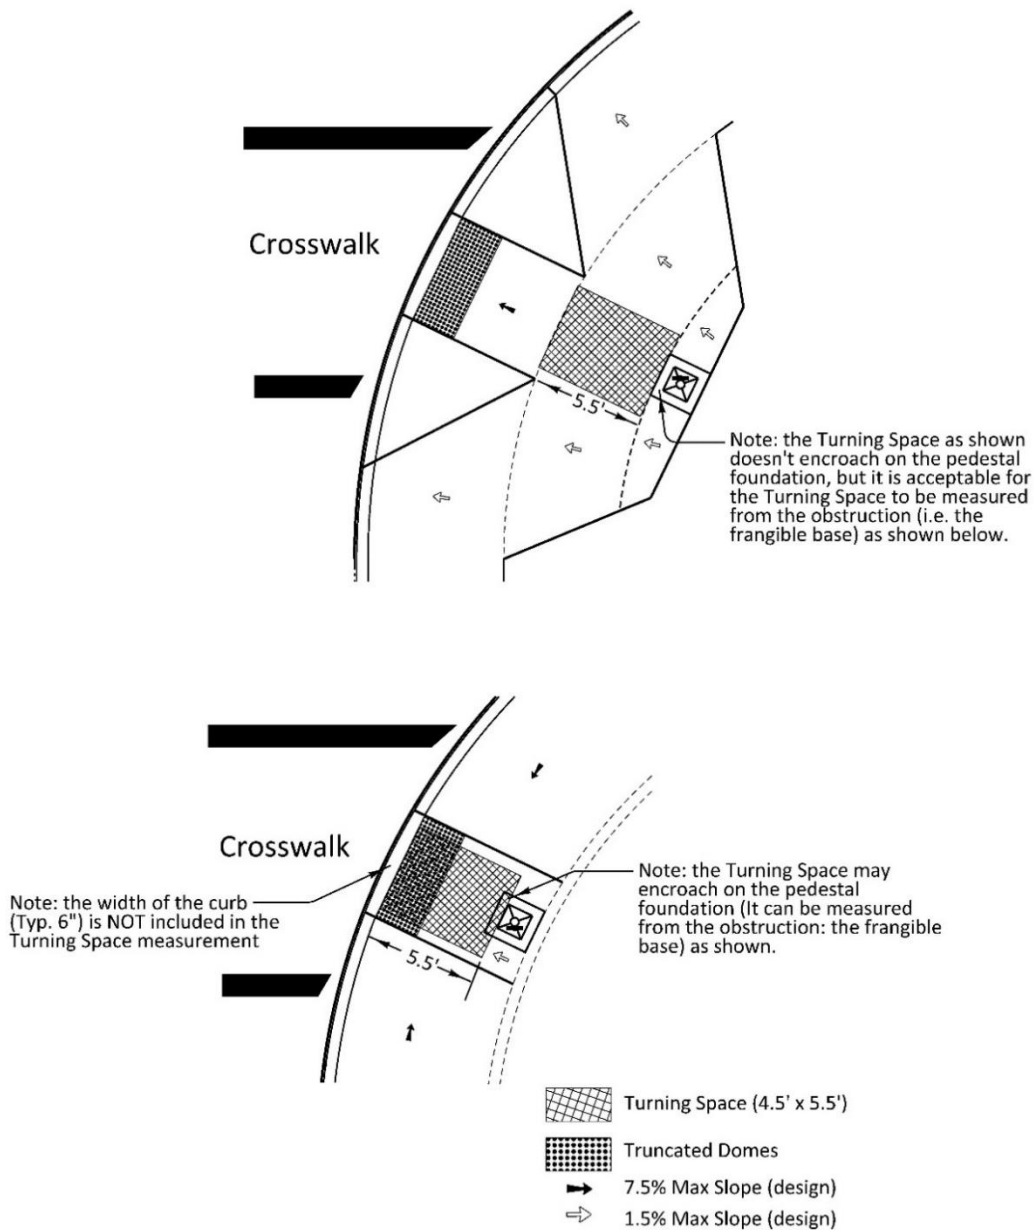 Crosswalk
5.5'
Note: the Turning Space as shown
doesn't encroach on the pedestal
foundation, but it is acceptable for
the Turning Space to be measured
from the obstruction (i.e. the
frangible base) as shown below.
Crosswalk
Note: the width of the curb
(Typ. 6") is NOT included in the
Turning Space measurement
5.5'
Note: the Turning Space may
encroach on the pedestal
foundation (It can be measured
from the obstruction: the frangible
base) as shown.
Turning Space (4.5' x 5.5')
Truncated Domes
7.5% Max Slope (design)
1.5% Max Slope (design)